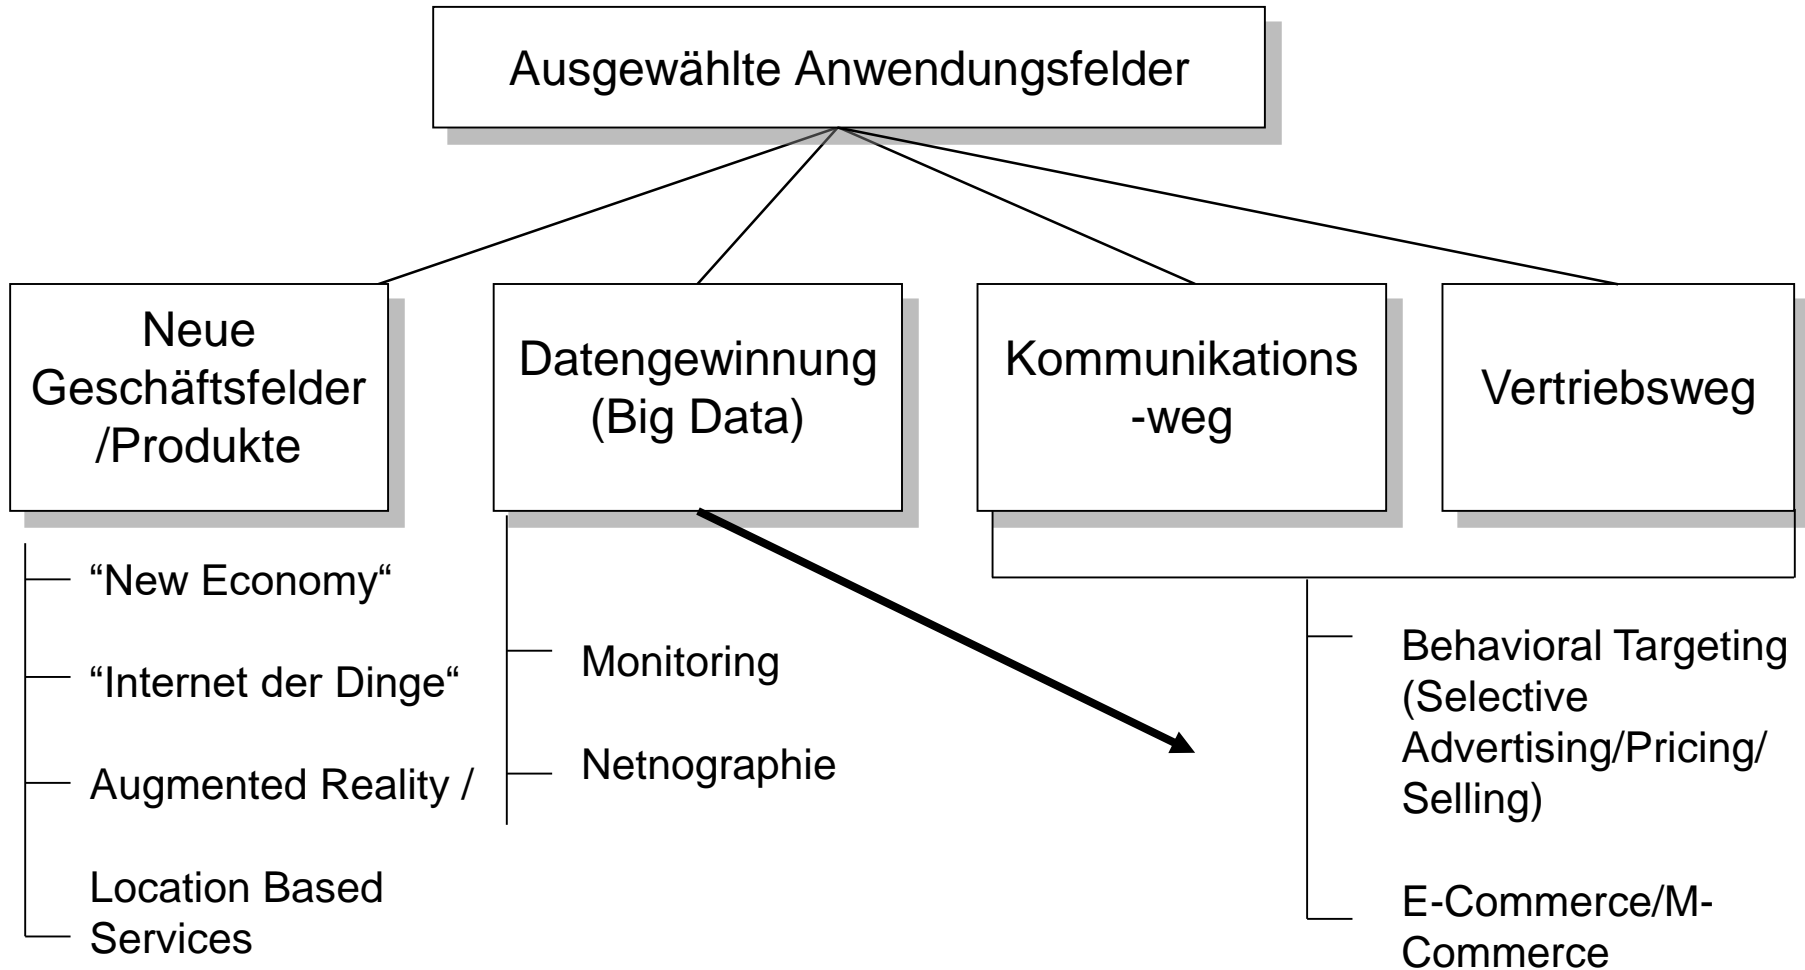 Ausgewählte Anwendungsfelder
Neue
Geschäftsfelder
/Produkte
Datengewinnung
(Big Data)
Kommunikations
-weg
Vertriebsweg
“New Economy“
“Internet der Dinge“
Augmented Reality /
Location Based
Services
Monitoring
Netnographie
Behavioral Targeting
(Selective
Advertising/Pricing/
Selling)
E-Commerce/M-
Commerce